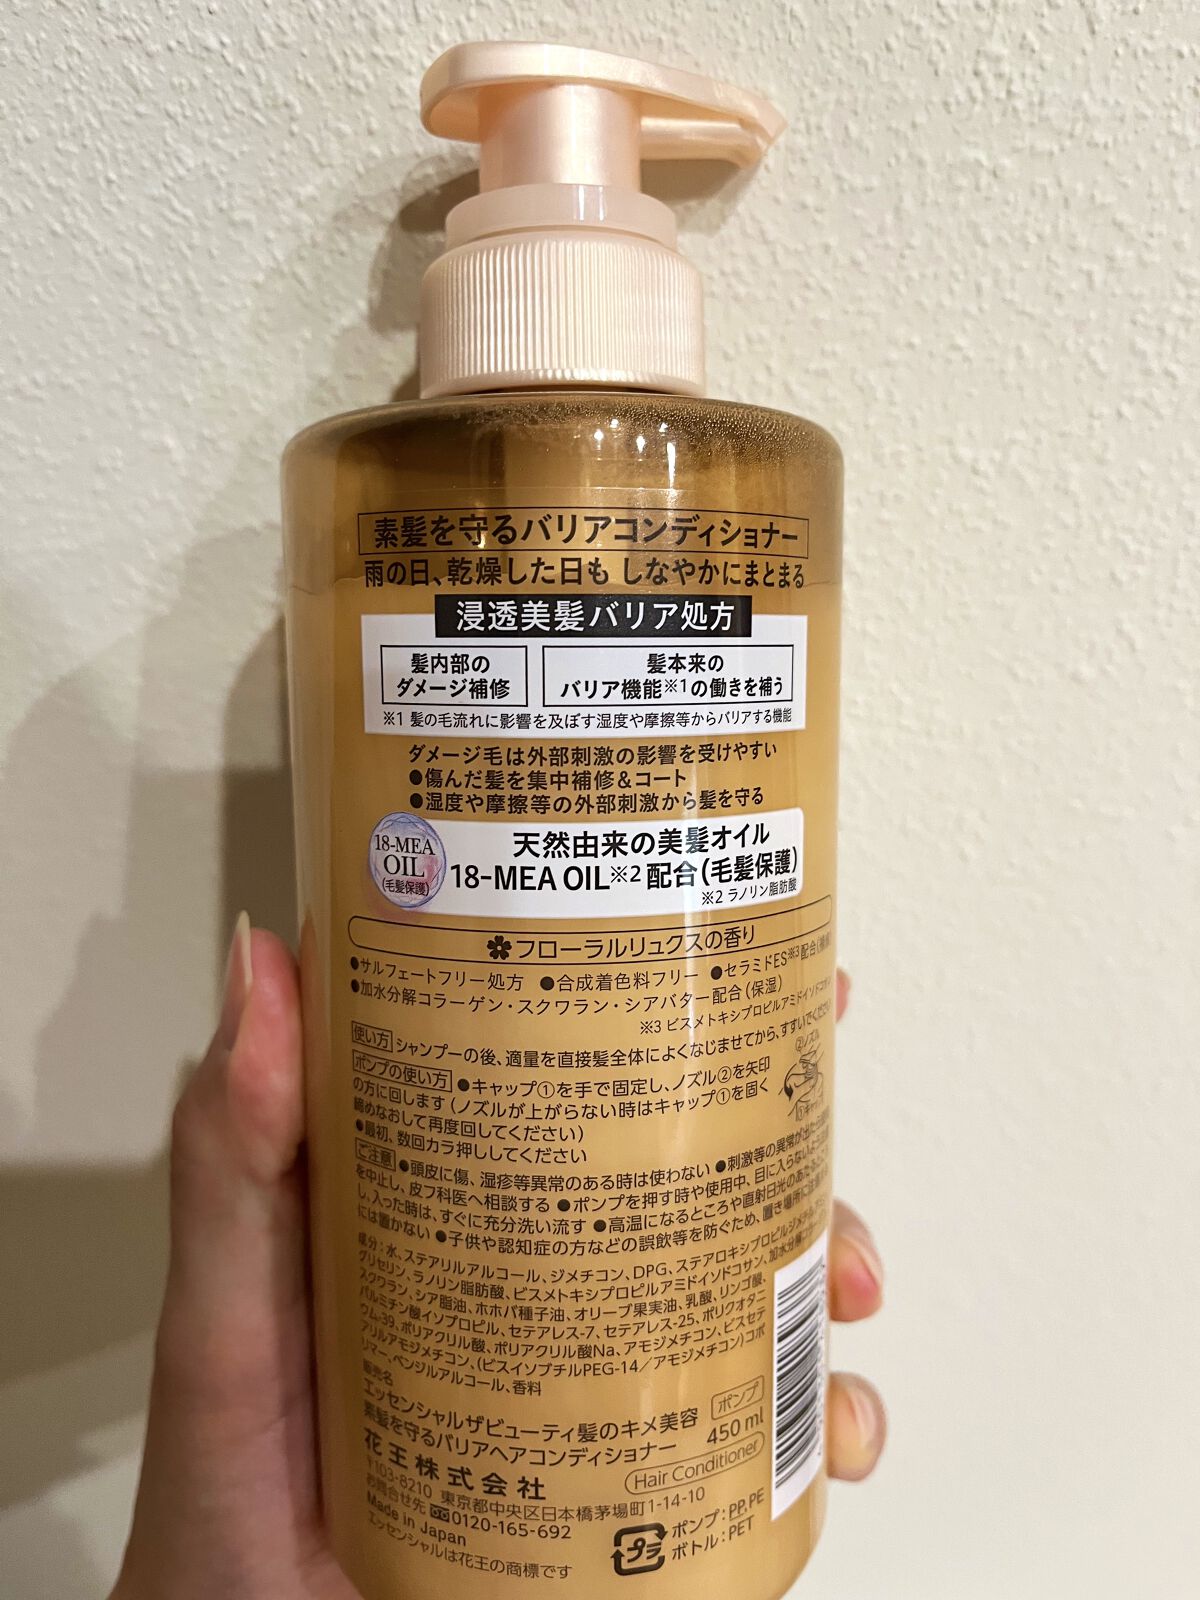 素髪を守るバリアコンディショナー
雨の日、乾燥した日も しなやかにまとまる
浸透美髪バリア処方
髪内部の
ダメージ補修
髪本来の
バリア機能※1の働きを補う
※1 髪の毛流れに影響を及ぼす湿度や摩擦等からバリアする機能
ダメージ毛は外部刺激の影響を受けやすい
●傷んだ髪を集中補修&コート
●湿度や摩擦等の外部刺激から髪を守る
18-MEA
OIL
(毛髪保護)
天然由来の美髪オイル
18-MEA OIL※2 配合(毛髪保護)
※2 ラノリン脂肪酸
フローラルリュクスの香り
●サルフェートフリー処方 ●合成着色料フリー ●セラミドES※3配合(補修)
●加水分解コラーゲン・スクワラン・シアバター配合(保湿)
※3 ビスメトキシプロピルアミドイソドコサン
使い方 シャンプーの後、適量を直接髪全体によくなじませてから、すすいでください
ポンプの使い方 ●キャップ①を手で固定し、ノズル②を矢印
の方に回します(ノズルが上がらない時はキャップ①を固く
締めなおして再度回してください)
●最初、数回カラ押ししてください
②ノズル
①キャップ
ご注意 ●頭皮に傷、湿疹等異常のある時は使わない ●刺激等の異常が出たら使用
を中止し、皮フ科医へ相談する ●ポンプを押す時や使用中、目に入らないよう注意
し、入った時は、すぐに充分洗い流す ●高温になるところや直射日光のあたるところ
には置かない ●子供や認知症の方などの誤飲等を防ぐため、置き場所に注意する
成分:水、ステアリルアルコール、ジメチコン、DPG、ステアロキシプロピルジメチルアミン、
グリセリン、ラノリン脂肪酸、ビスメトキシプロピルアミドイソドコサン、加水分解コラーゲン、
スクワラン、シア脂油、ホホバ種子油、オリーブ果実油、乳酸、リンゴ酸、
パルミチン酸イソプロピル、セテアレス-7、セテアレス-25、ポリクオタニ
ウム-39、ポリアクリル酸、ポリアクリル酸Na、アモジメチコン、ビスセテ
アリルアモジメチコン、(ビスイソブチルPEG-14/アモジメチコン)コポ
リマー、ベンジルアルコール、香料
販売名
エッセンシャルザビューティ髪のキメ美容
素髪を守るバリアヘアコンディショナー
ポンプ
450 ml
花王株式会社
Hair Conditioner
〒103-8210 東京都中央区日本橋茅場町1-14-10
お問合せ先 0120-165-692
Made in Japan
エッセンシャルは花王の商標です
プラ
ポンプ:PP,PE
ボトル:PET